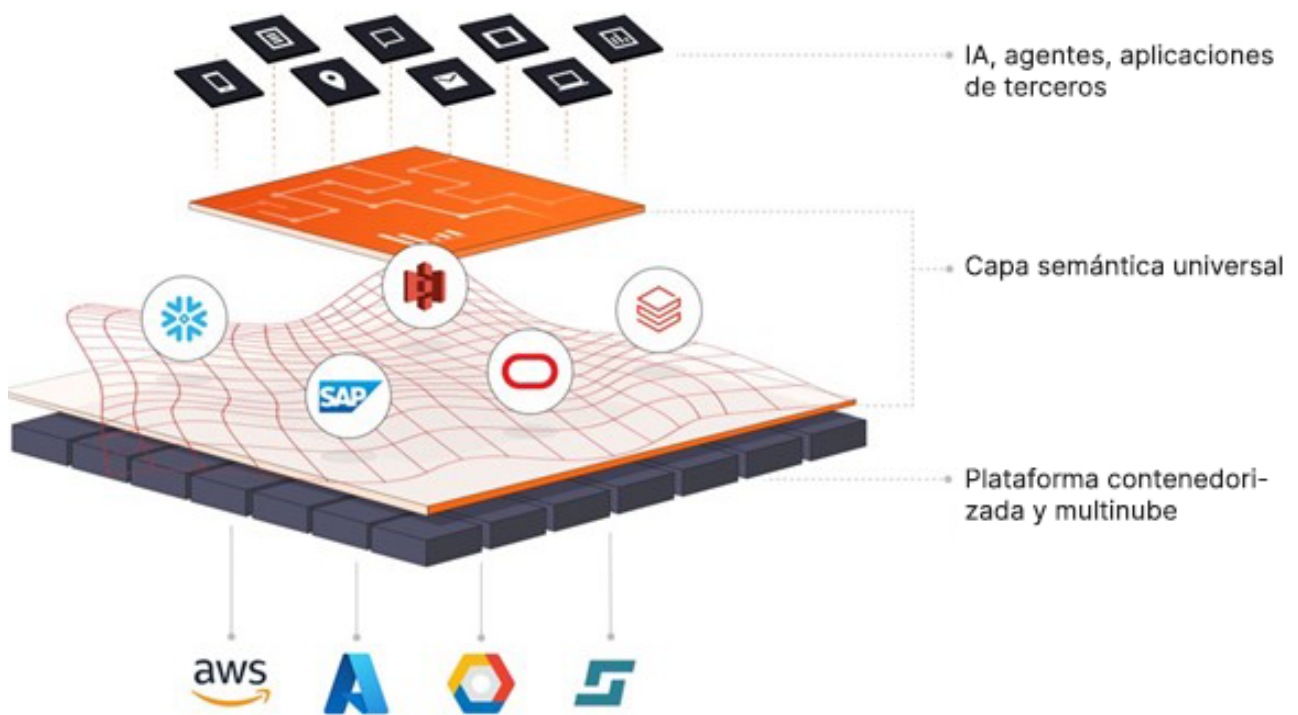 IA, agentes, aplicaciones
de terceros
Capa semántica universal
SAP
Plataforma contenedori-
zada y multinube
aws